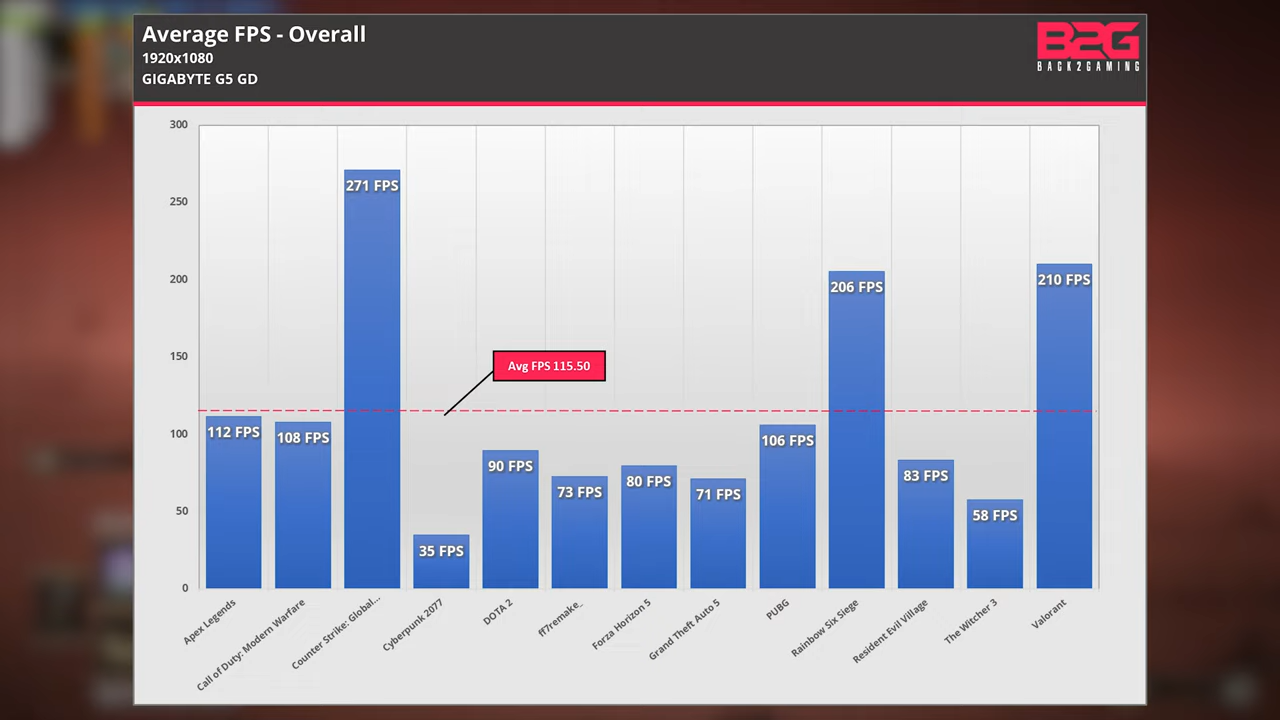 Average FPS - Overall
1920x1080
GIGABYTE G5 GD
B2G
BACK2GAMING
300
250
200
150
100
50
0
271 FPS
206 FPS
210 FPS
Avg FPS 115.50
112 FPS
108 FPS
35 FPS
90 FPS
73 FPS
80 FPS
71 FPS
106 FPS
83 FPS
58 FPS
Apex Legends
Call of Duty: Modern Warfare
Counter Strike: Global...
Cyberpunk 2077
DOTA 2
ff7remake_
Forza Horizon 5
Grand Theft Auto 5
PUBG
Rainbow Six Siege
Resident Evil Village
The Witcher 3
Valorant